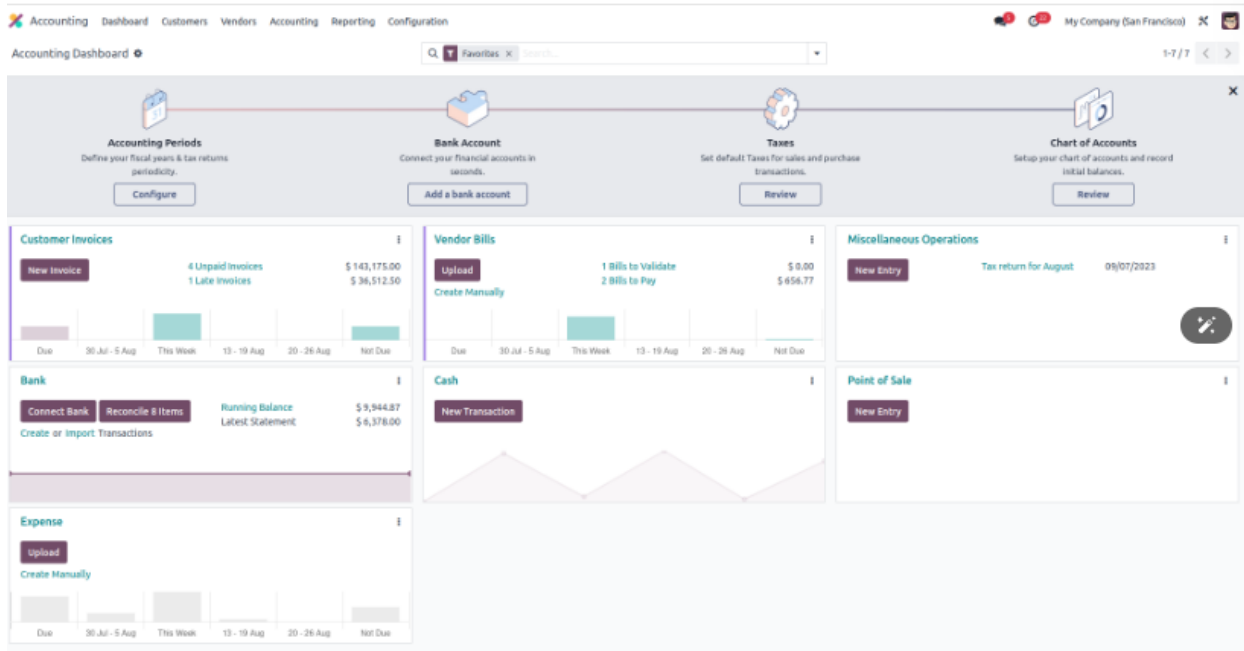 Accounting Dashboard Customers Vendors Accounting Reporting Configuration
My Company (San Francisco)
Accounting Dashboard
Favorites × Search...
1-7 / 7
31
Accounting Periods
Define your fiscal years & tax returns
periodicity.
Configure
Bank Account
Connect your financial accounts in
seconds.
Add a bank account
Taxes
Set default Taxes for sales and purchase
transactions.
Review
Chart of Accounts
Setup your chart of accounts and record
initial balances.
Review
Customer Invoices
New Invoice
4 Unpaid Invoices $ 143,175.00
1 Late Invoices $ 36,512.50
Due 30 Jul - 5 Aug This Week 13 - 19 Aug 20 - 26 Aug Not Due
Vendor Bills
Upload
Create Manually
1 Bills to Validate $ 0.00
2 Bills to Pay $ 656.77
Due 30 Jul - 5 Aug This Week 13 - 19 Aug 20 - 26 Aug Not Due
Miscellaneous Operations
New Entry
Tax return for August 09/07/2023
Bank
Connect Bank Reconcile 8 Items
Create or Import Transactions
Running Balance $ 9,944.87
Latest Statement $ 6,378.00
Cash
New Transaction
Point of Sale
New Entry
Expense
Upload
Create Manually
Due 30 Jul - 5 Aug This Week 13 - 19 Aug 20 - 26 Aug Not Due